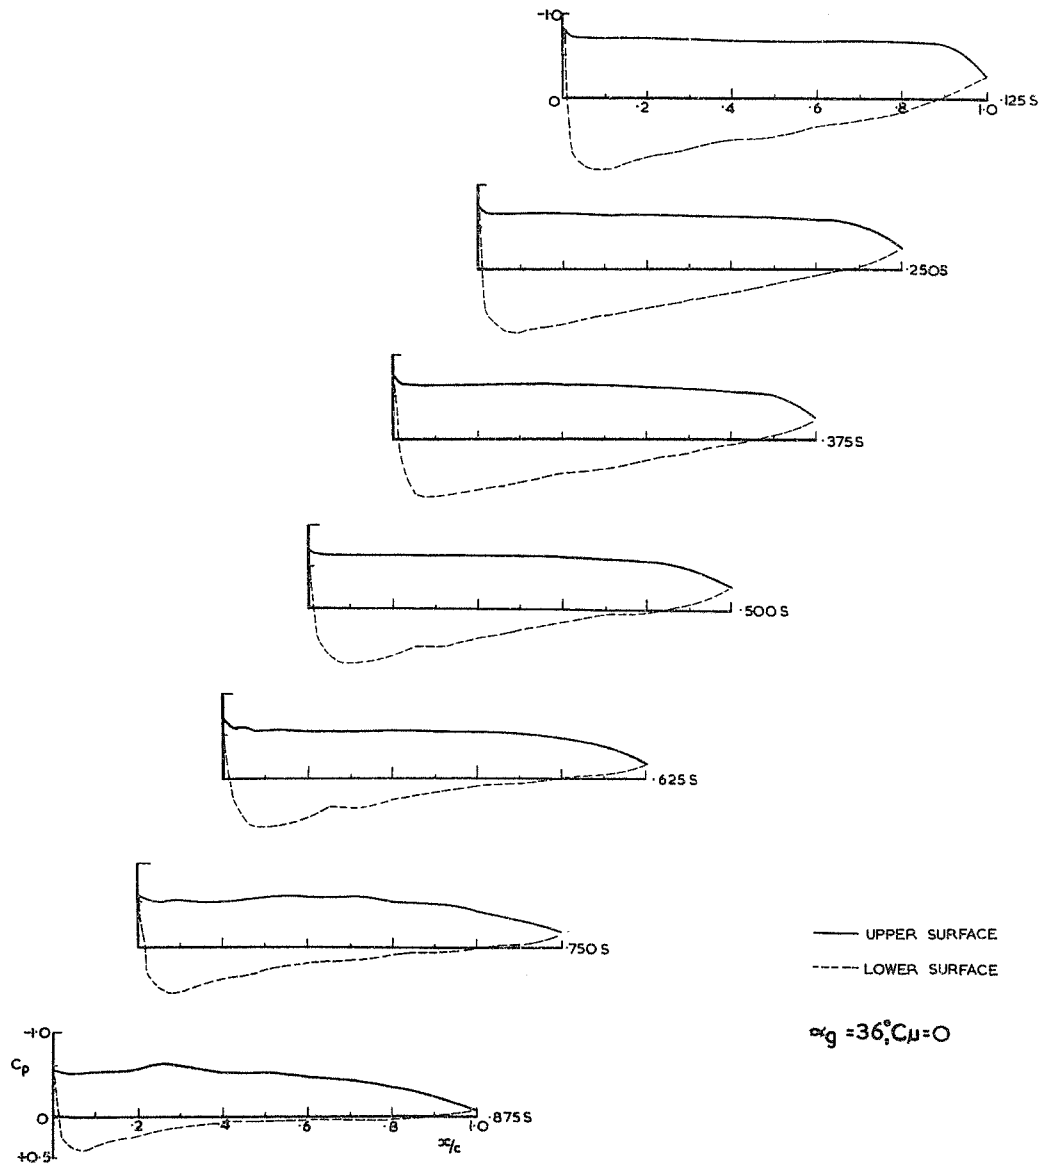 -1.0
0
.2 .4 .6 .8 1.0 .125 S
.250 S
.375 S
.500 S
.625 S
.750 S
UPPER SURFACE
LOWER SURFACE
αg =36°, Cμ=0
-1.0
Cp
0
.2 .4 .6 .8 1.0 .875 S
x/c
+0.5